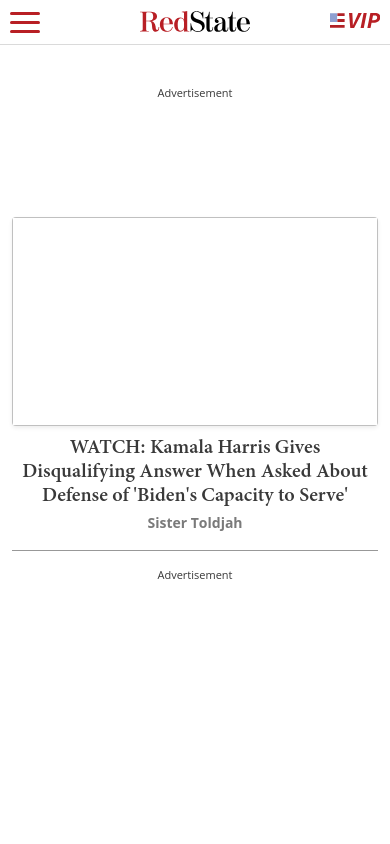 RedState
VIP
Advertisement
WATCH: Kamala Harris Gives
Disqualifying Answer When Asked About
Defense of 'Biden's Capacity to Serve'
Sister Toldjah
Advertisement